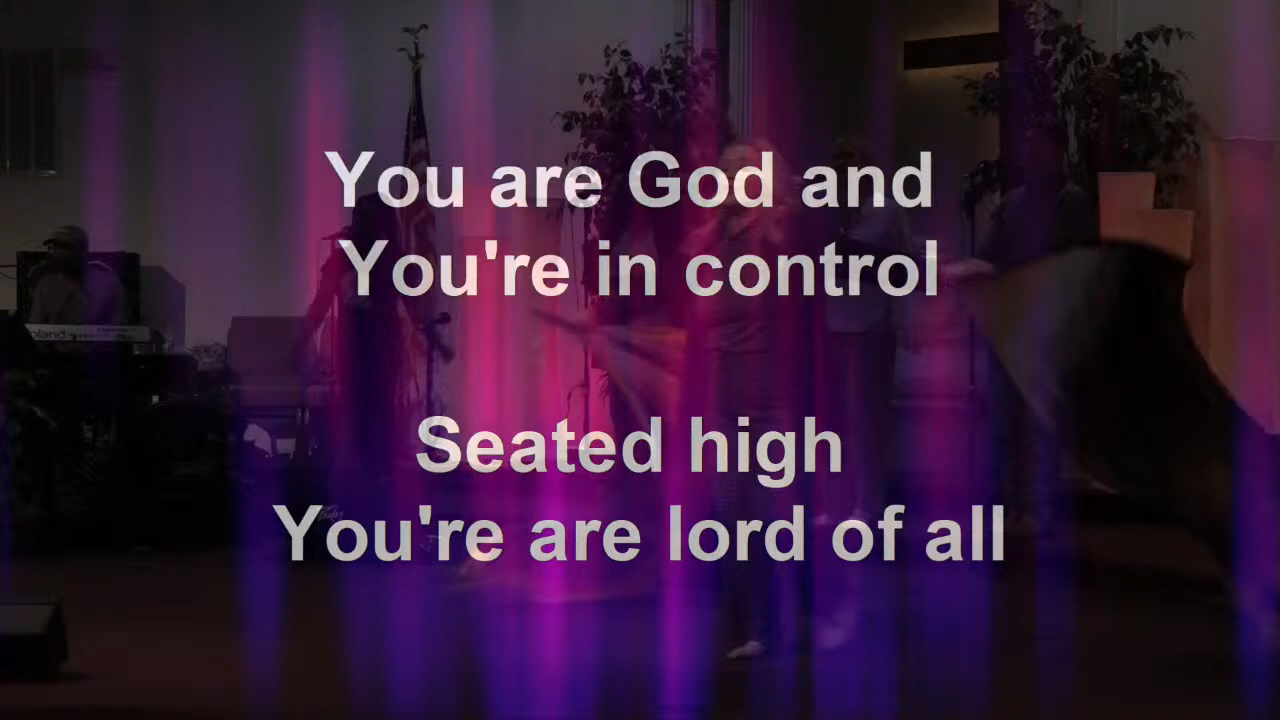 You are God and
You're in control
Seated high
You're are lord of all